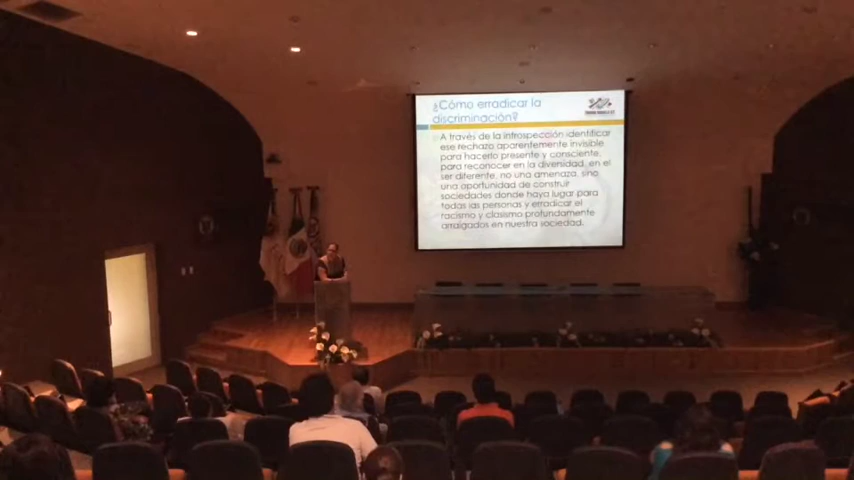 ¿Cómo erradicar la
discriminación?
A través de la introspección identificar
ese rechazo aparentemente invisible
para hacerlo presente y consciente,
para reconocer en la diversidad, en el
ser diferente, no una amenaza, sino
una oportunidad de construir
sociedades donde haya lugar para
todas las personas y erradicar el
racismo y clasismo profundamente
arraigados en nuestra sociedad.